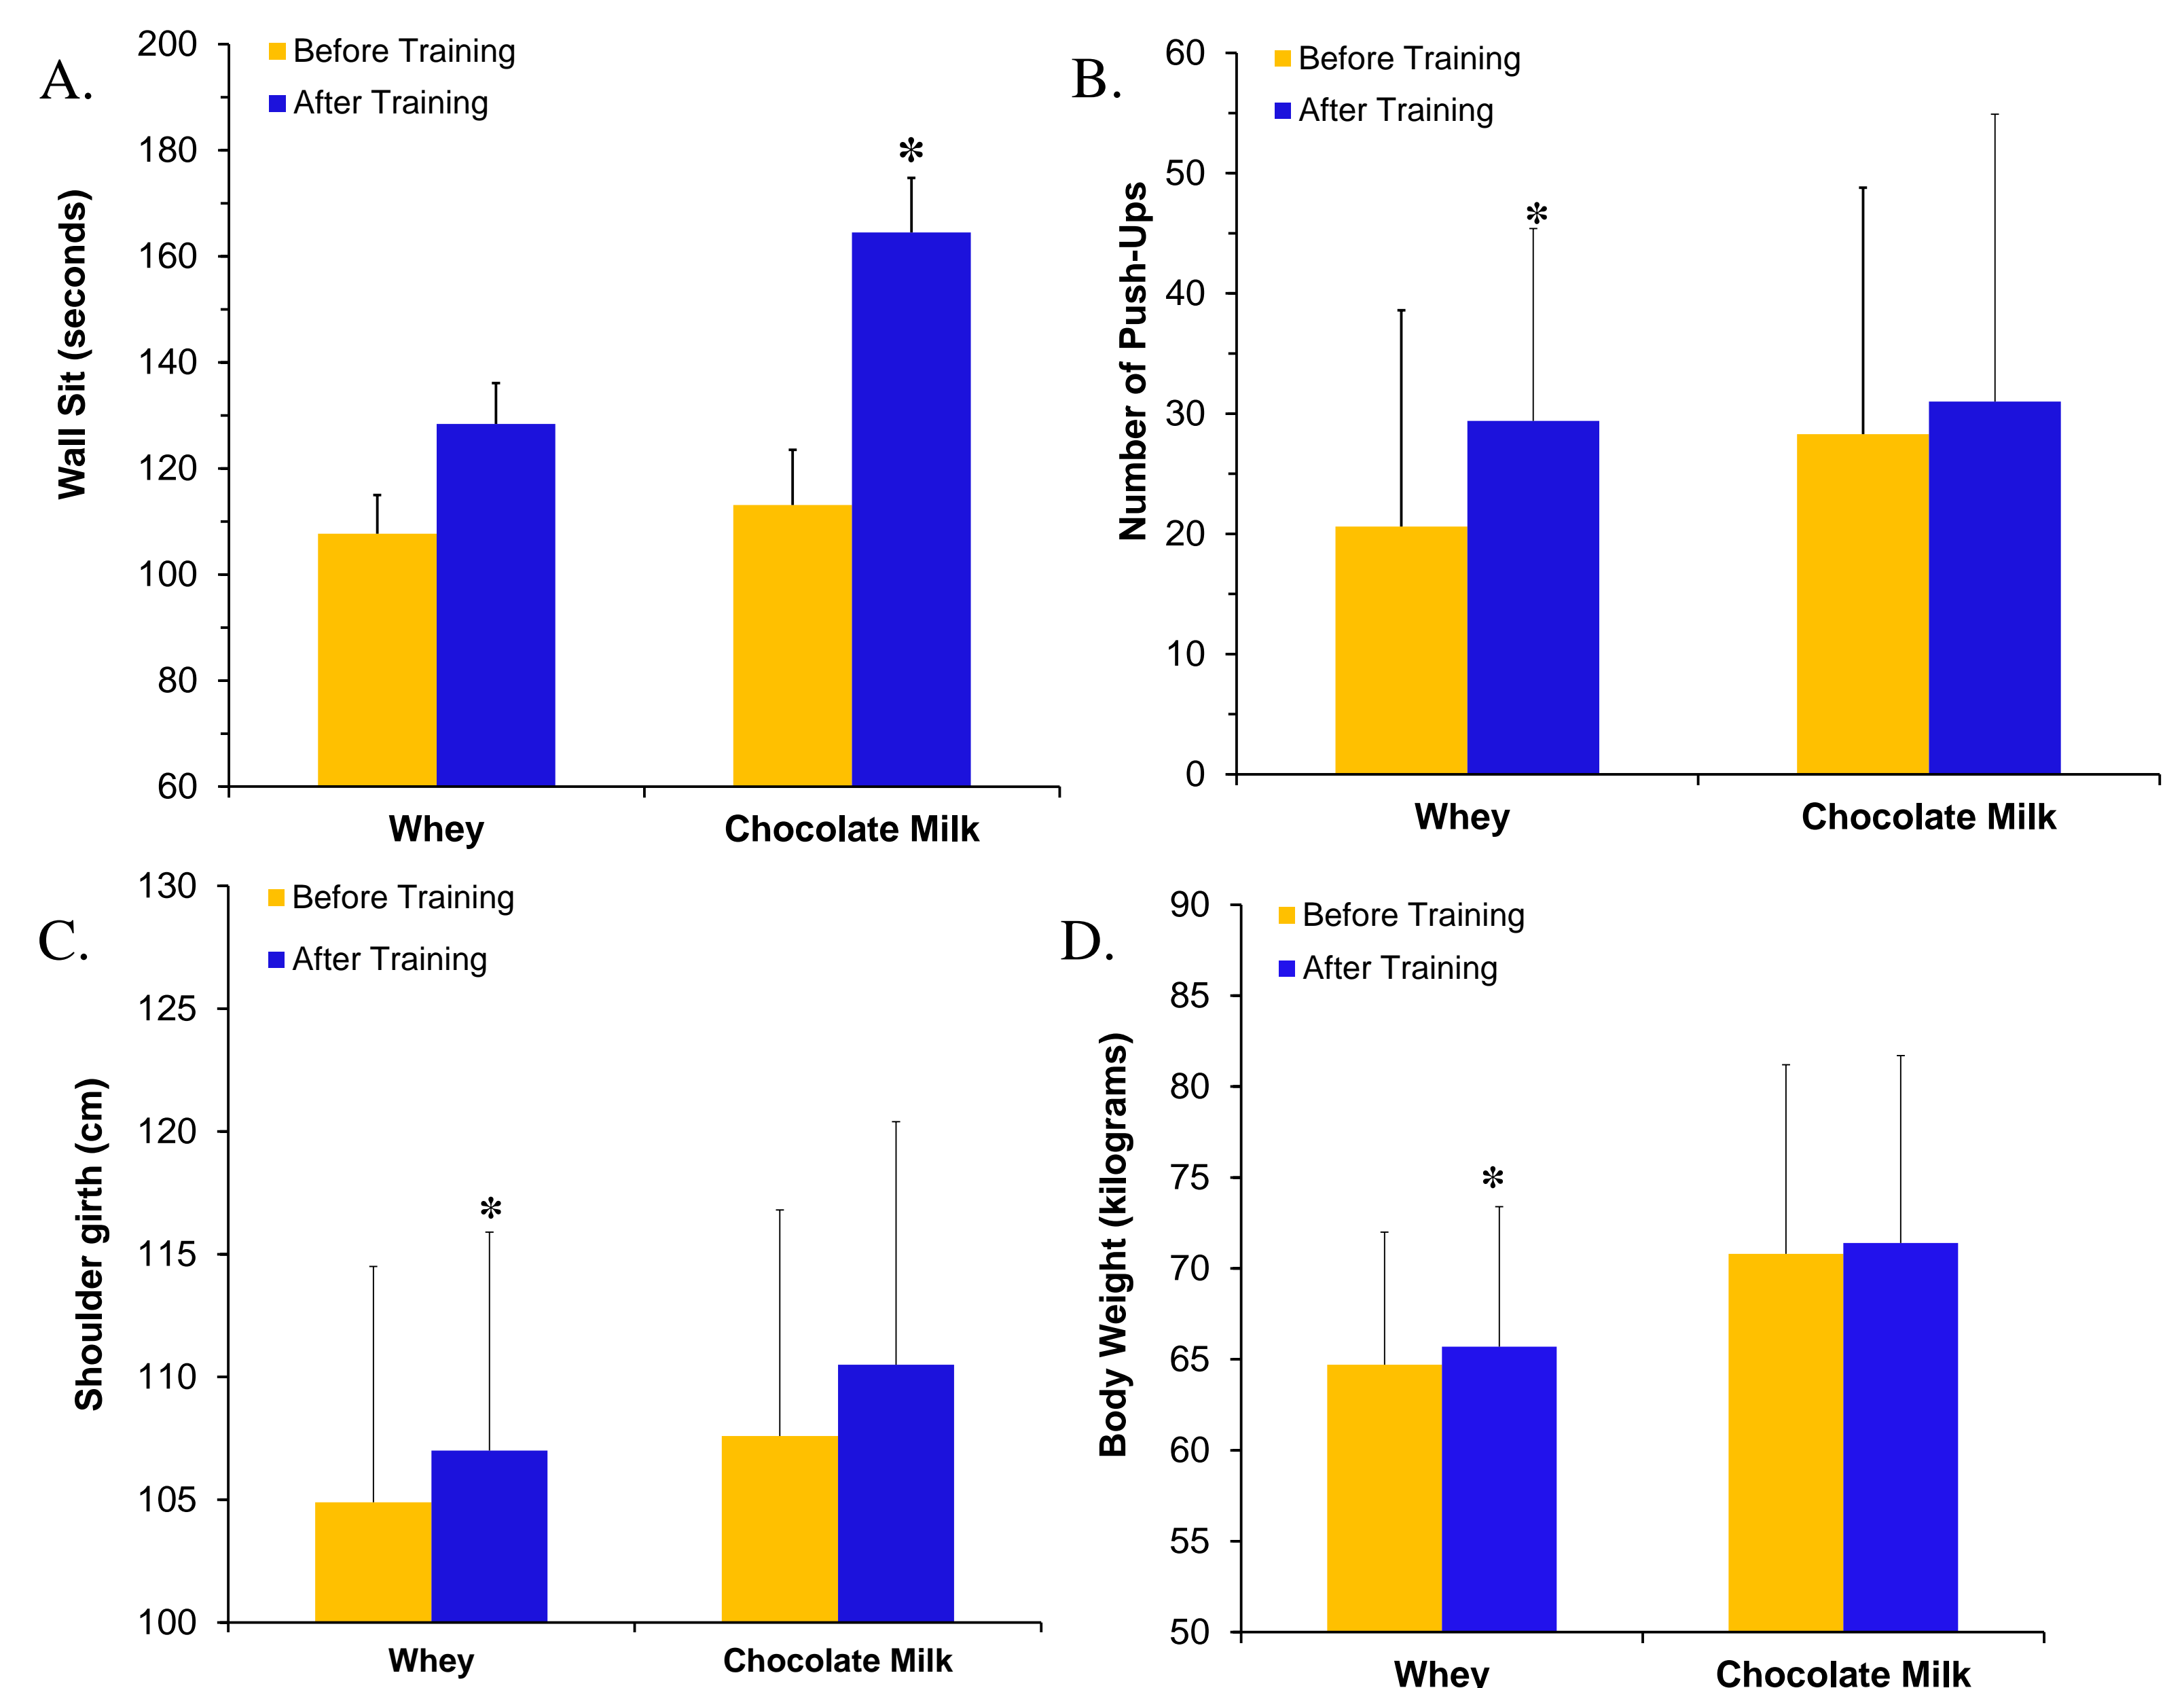 A.
200
180
160
140
120
100
80
60
Wall Sit (seconds)
Before Training
After Training
*
Whey
Chocolate Milk
B.
60
50
40
30
20
10
0
Number of Push-Ups
Before Training
After Training
*
Whey
Chocolate Milk
C.
130
125
120
115
110
105
100
Shoulder girth (cm)
Before Training
After Training
*
Whey
Chocolate Milk
D.
90
85
80
75
70
65
60
55
50
Body Weight (kilograms)
Before Training
After Training
*
Whey
Chocolate Milk